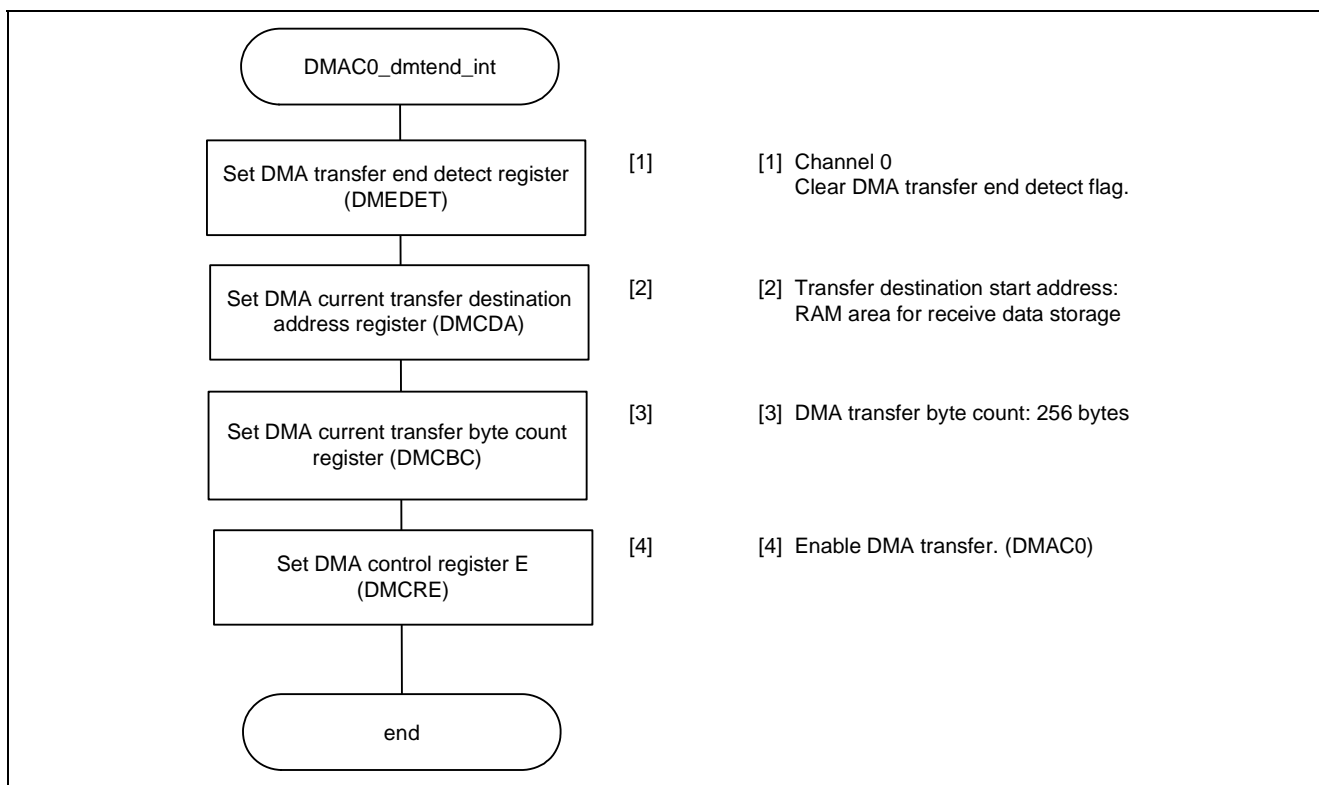 DMAC0_dmtend_int
Set DMA transfer end detect register
(DMEDET)
[1]
[1] Channel 0
Clear DMA transfer end detect flag.
Set DMA current transfer destination
address register (DMCDA)
[2]
[2] Transfer destination start address:
RAM area for receive data storage
Set DMA current transfer byte count
register (DMCBC)
[3]
[3] DMA transfer byte count: 256 bytes
Set DMA control register E
(DMCRE)
[4]
[4] Enable DMA transfer. (DMAC0)
end